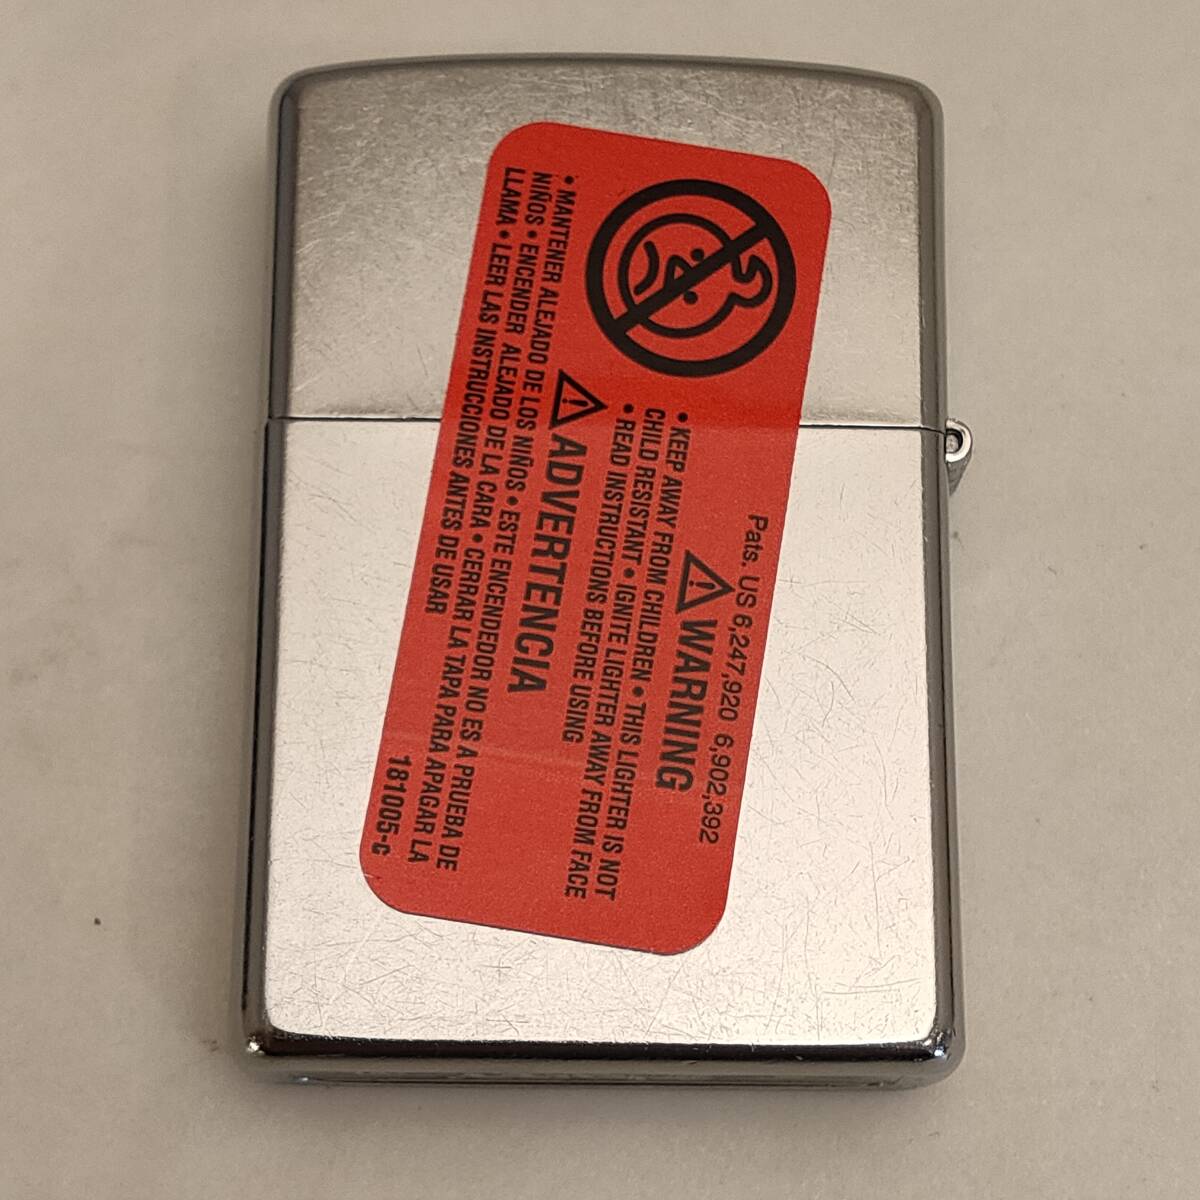 Pats. US 6,247,920 6,902,392
WARNING
• KEEP AWAY FROM CHILDREN • THIS LIGHTER IS NOT
CHILD RESISTANT • IGNITE LIGHTER AWAY FROM FACE
• READ INSTRUCTIONS BEFORE USING
ADVERTENCIA
• MANTENER ALEJADO DE LOS NIÑOS • ESTE ENCENDEDOR NO ES A PRUEBA DE
NIÑOS • ENCENDER ALEJADO DE LA CARA • CERRAR LA TAPA PARA APAGAR LA
LLAMA • LEER LAS INSTRUCCIONES ANTES DE USAR
181005-c